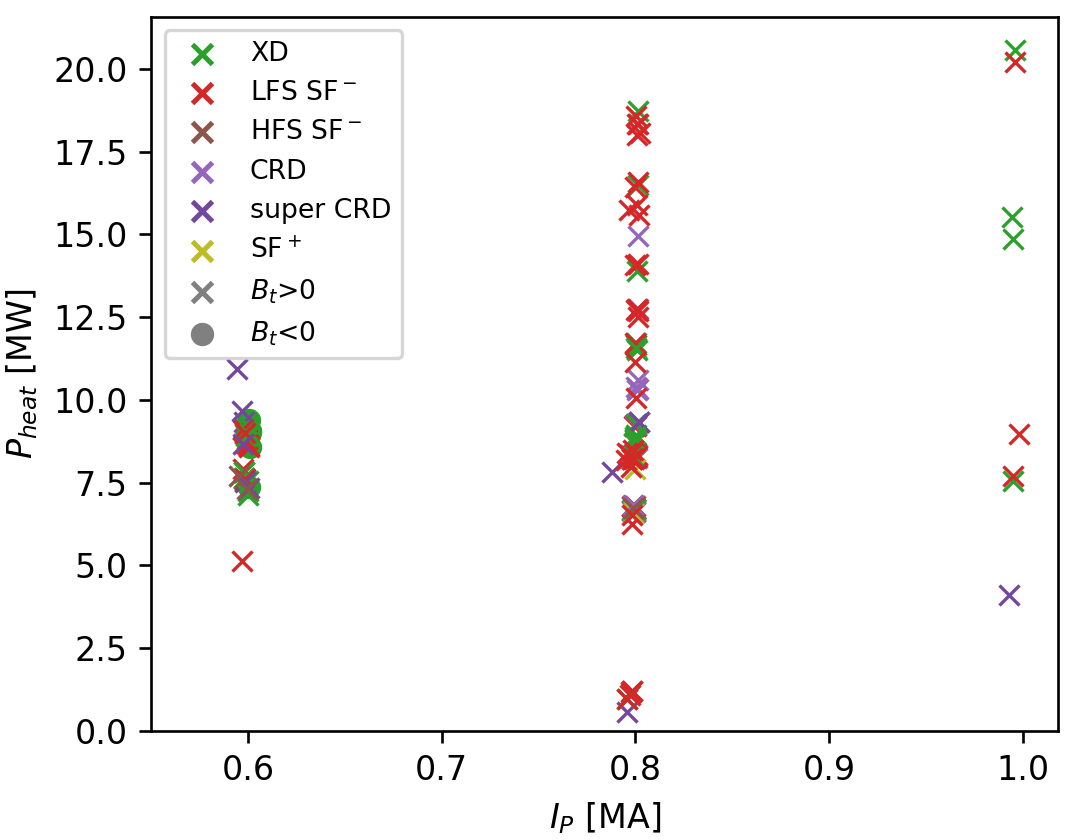 XD
LFS SF⁻
HFS SF⁻
CRD
super CRD
SF⁺
Bₜ>0
Bₜ<0
P_heat [MW]
20.0
17.5
15.0
12.5
10.0
7.5
5.0
2.5
0.0
0.6 0.7 0.8 0.9 1.0
I_P [MA]